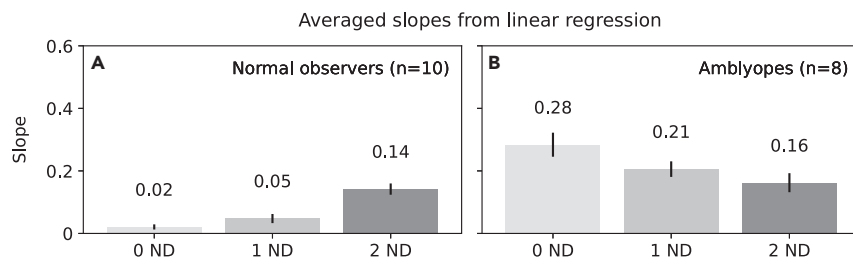 Averaged slopes from linear regression
A
Normal observers (n=10)
B
Amblyopes (n=8)
Slope
0.6
0.4
0.2
0
0.02
0.05
0.14
0.28
0.21
0.16
0 ND
1 ND
2 ND
0 ND
1 ND
2 ND